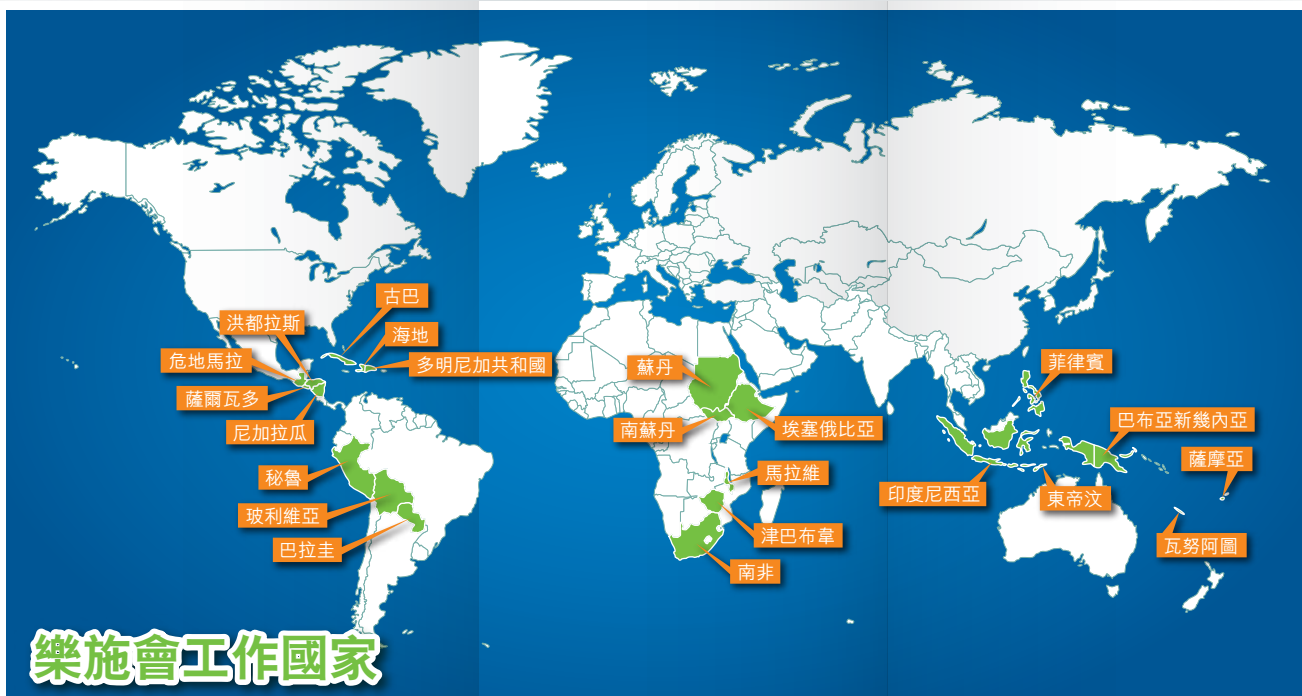 古巴
洪都拉斯
海地
危地馬拉
多明尼加共和國
薩爾瓦多
尼加拉瓜
秘魯
玻利維亞
巴拉圭
蘇丹
南蘇丹
埃塞俄比亞
馬拉維
津巴布韋
南非
菲律賓
巴布亞新幾內亞
薩摩亞
印度尼西亞
東帝汶
瓦努阿圖
樂施會工作國家